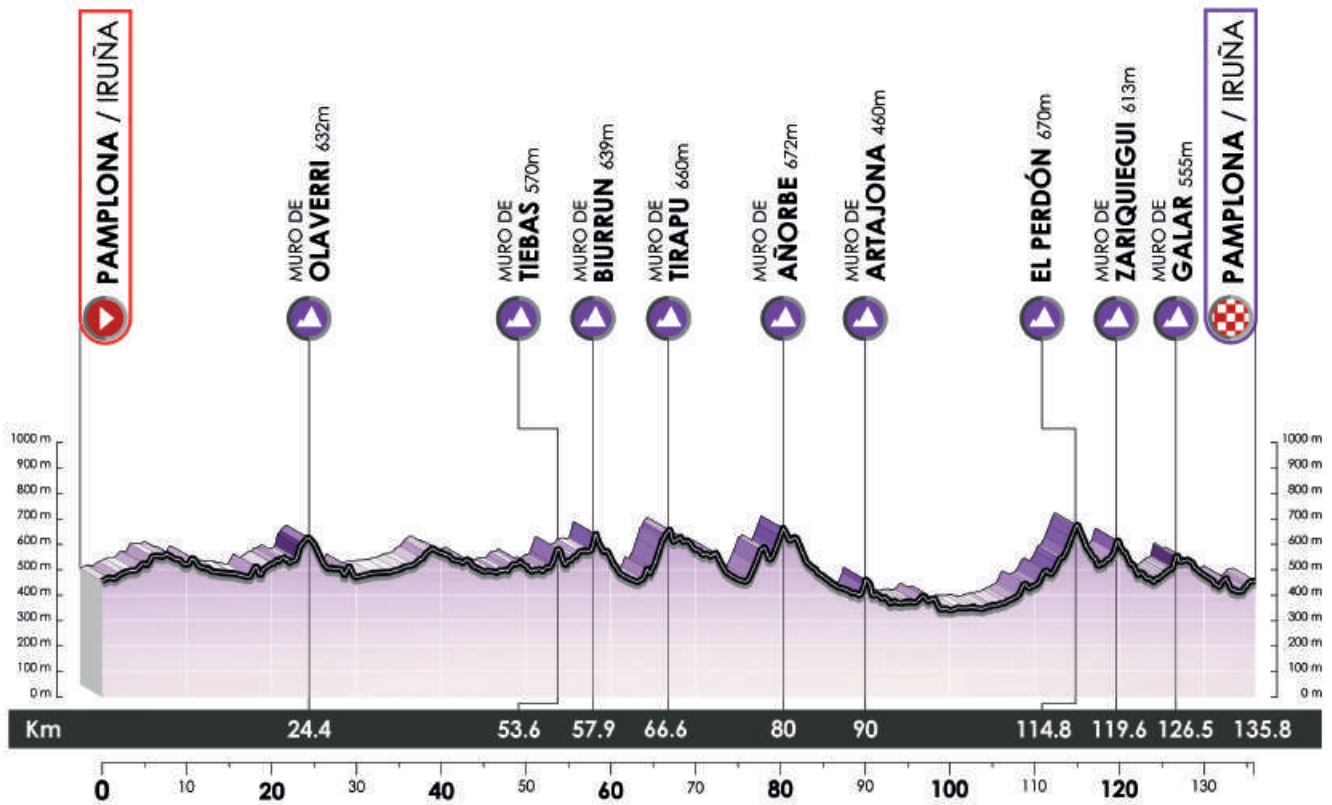 PAMPLONA / IRUÑA
MURO DE
OLAVERRI 632m
MURO DE
TIEBAS 570m
MURO DE
BIURRUN 639m
MURO DE
TIRAPU 660m
MURO DE
AÑORBE 672m
MURO DE
ARTAJONA 460m
EL PERDÓN 670m
MURO DE
ZARIQUIEGUI 613m
MURO DE
GALAR 555m
PAMPLONA / IRUÑA
1000 m 1000 m
900 m 900 m
800 m 800 m
700 m 700 m
600 m 600 m
500 m 500 m
400 m 400 m
300 m 300 m
200 m 200 m
100 m 100 m
0 m 0 m
Km 24.4 53.6 57.9 66.6 80 90 114.8 119.6 126.5 135.8
0 10 20 30 40 50 60 70 80 90 100 110 120 130